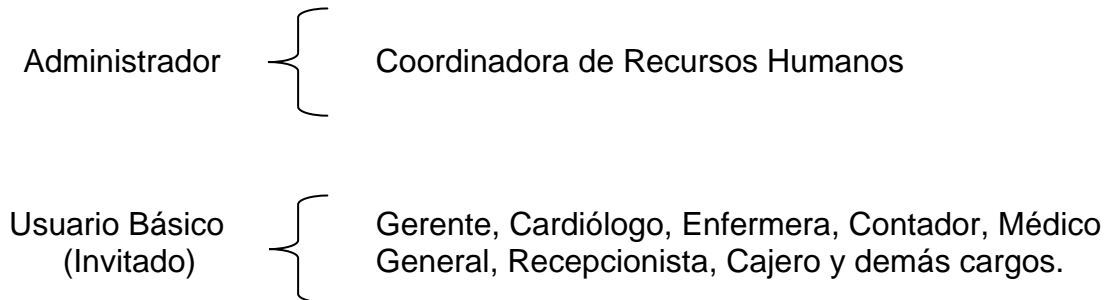 Administrador
Coordinadora de Recursos Humanos
Usuario Básico
(Invitado)
Gerente, Cardiólogo, Enfermera, Contador, Médico
General, Recepcionista, Cajero y demás cargos.